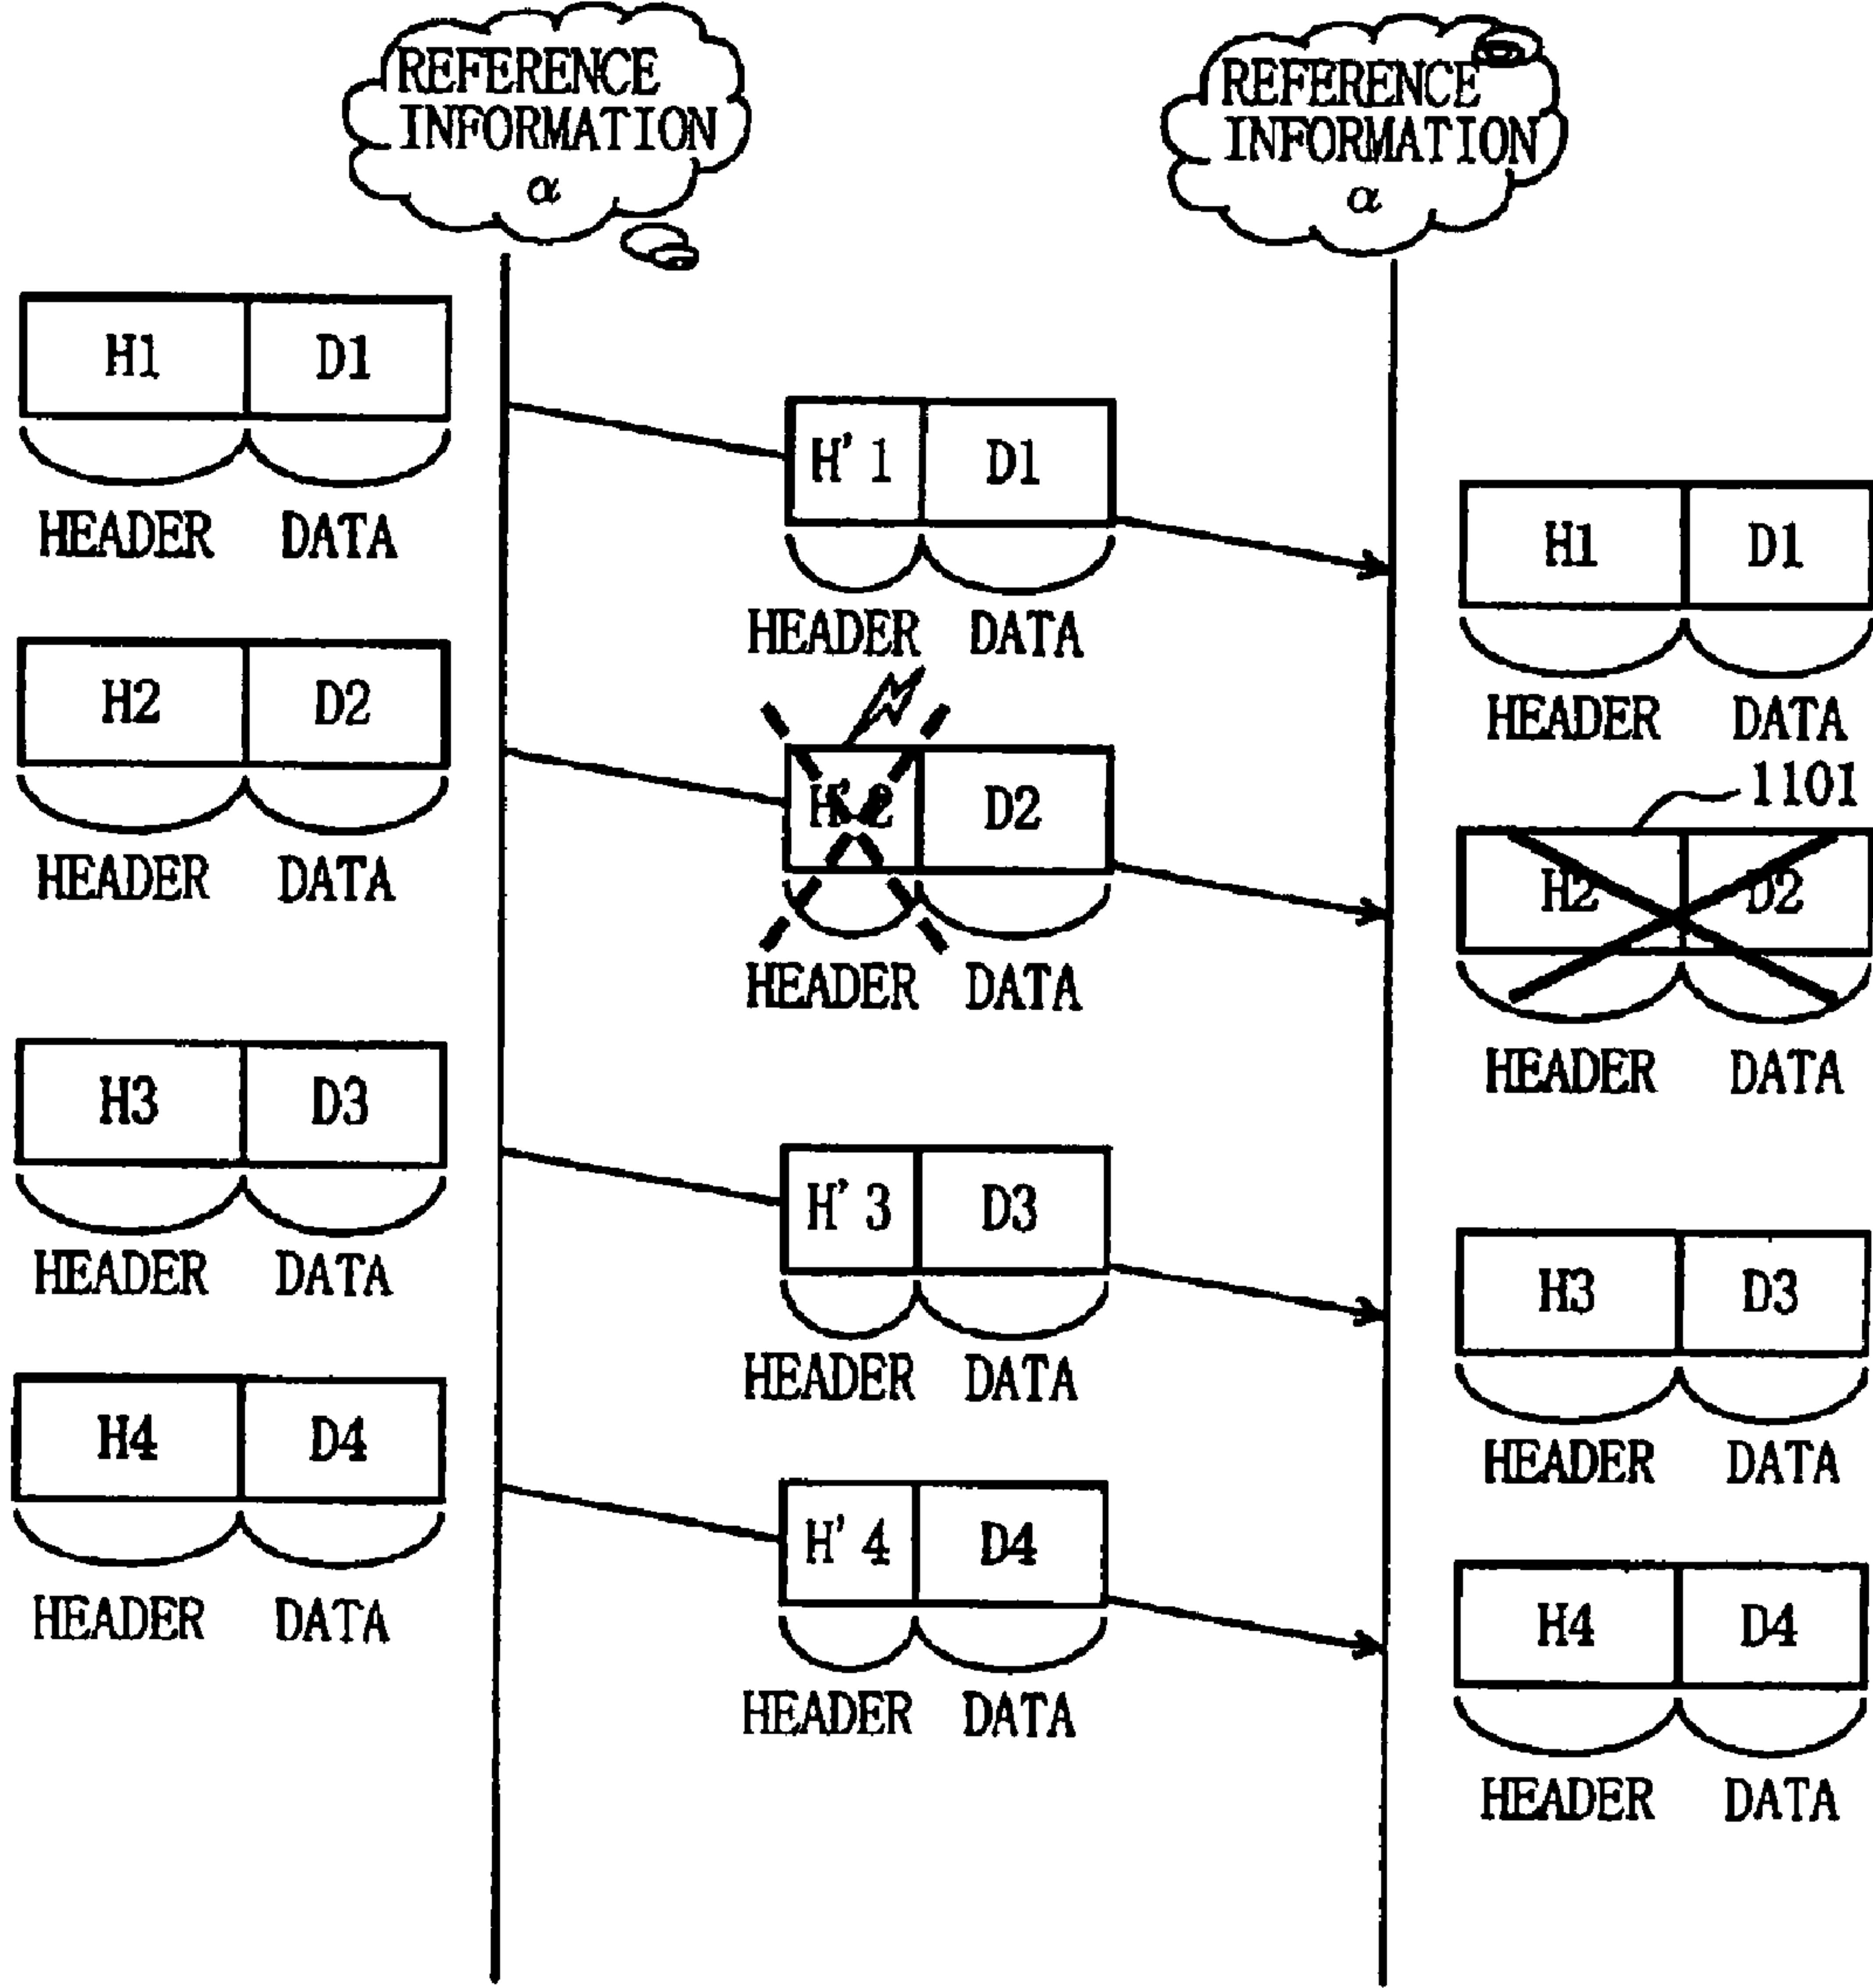 REFERENCE
INFORMATION
α
REFERENCE
INFORMATION
α
H1 D1
HEADER DATA
H'1 D1
HEADER DATA
H1 D1
HEADER DATA
H2 D2
HEADER DATA
H'2 D2
HEADER DATA
1101
H2 D2
HEADER DATA
H3 D3
HEADER DATA
H'3 D3
HEADER DATA
H3 D3
HEADER DATA
H4 D4
HEADER DATA
H'4 D4
HEADER DATA
H4 D4
HEADER DATA